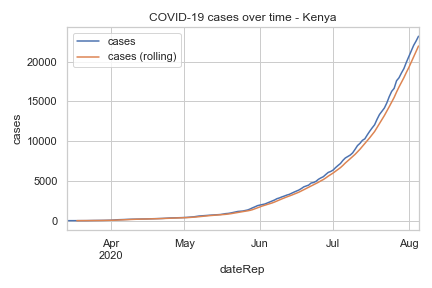 COVID-19 cases over time - Kenya
cases
cases (rolling)
20000
15000
10000
5000
0
cases
Apr
2020
May
Jun
Jul
Aug
dateRep